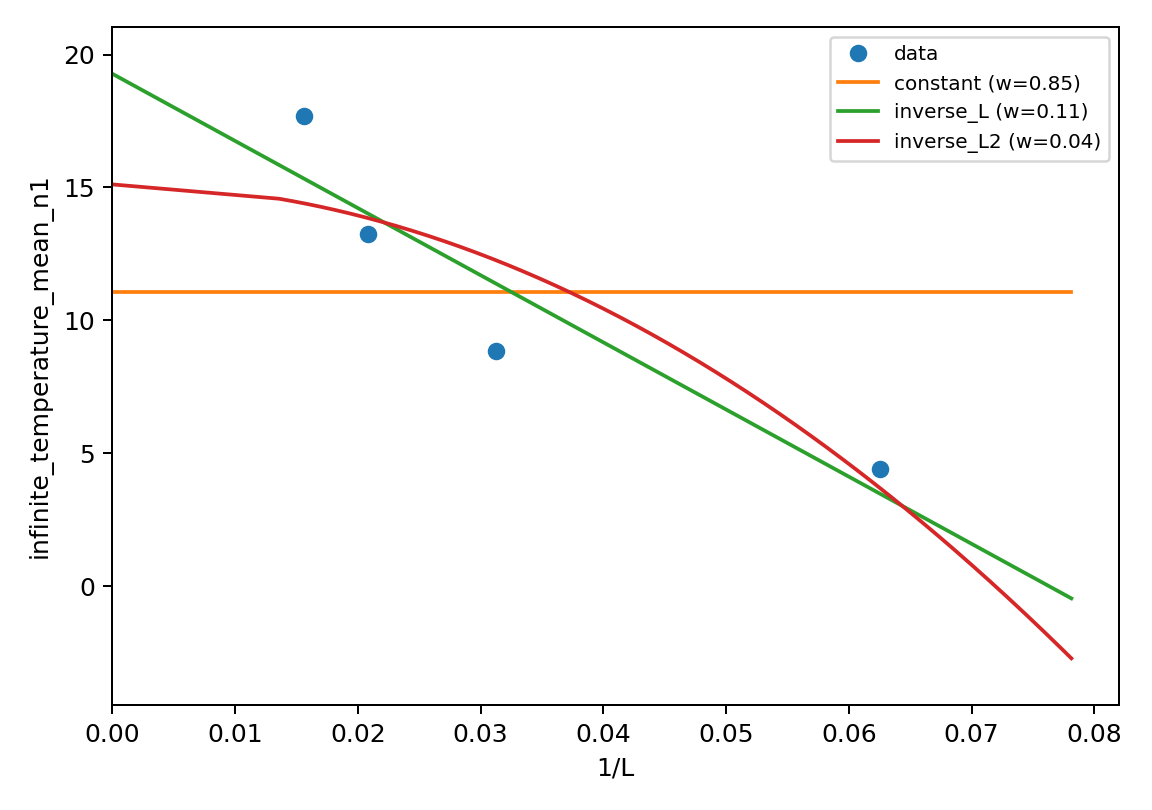 data
constant (w=0.85)
inverse_L (w=0.11)
inverse_L2 (w=0.04)
infinite_temperature_mean_n1
20
15
10
5
0
0.00 0.01 0.02 0.03 0.04 0.05 0.06 0.07 0.08
1/L